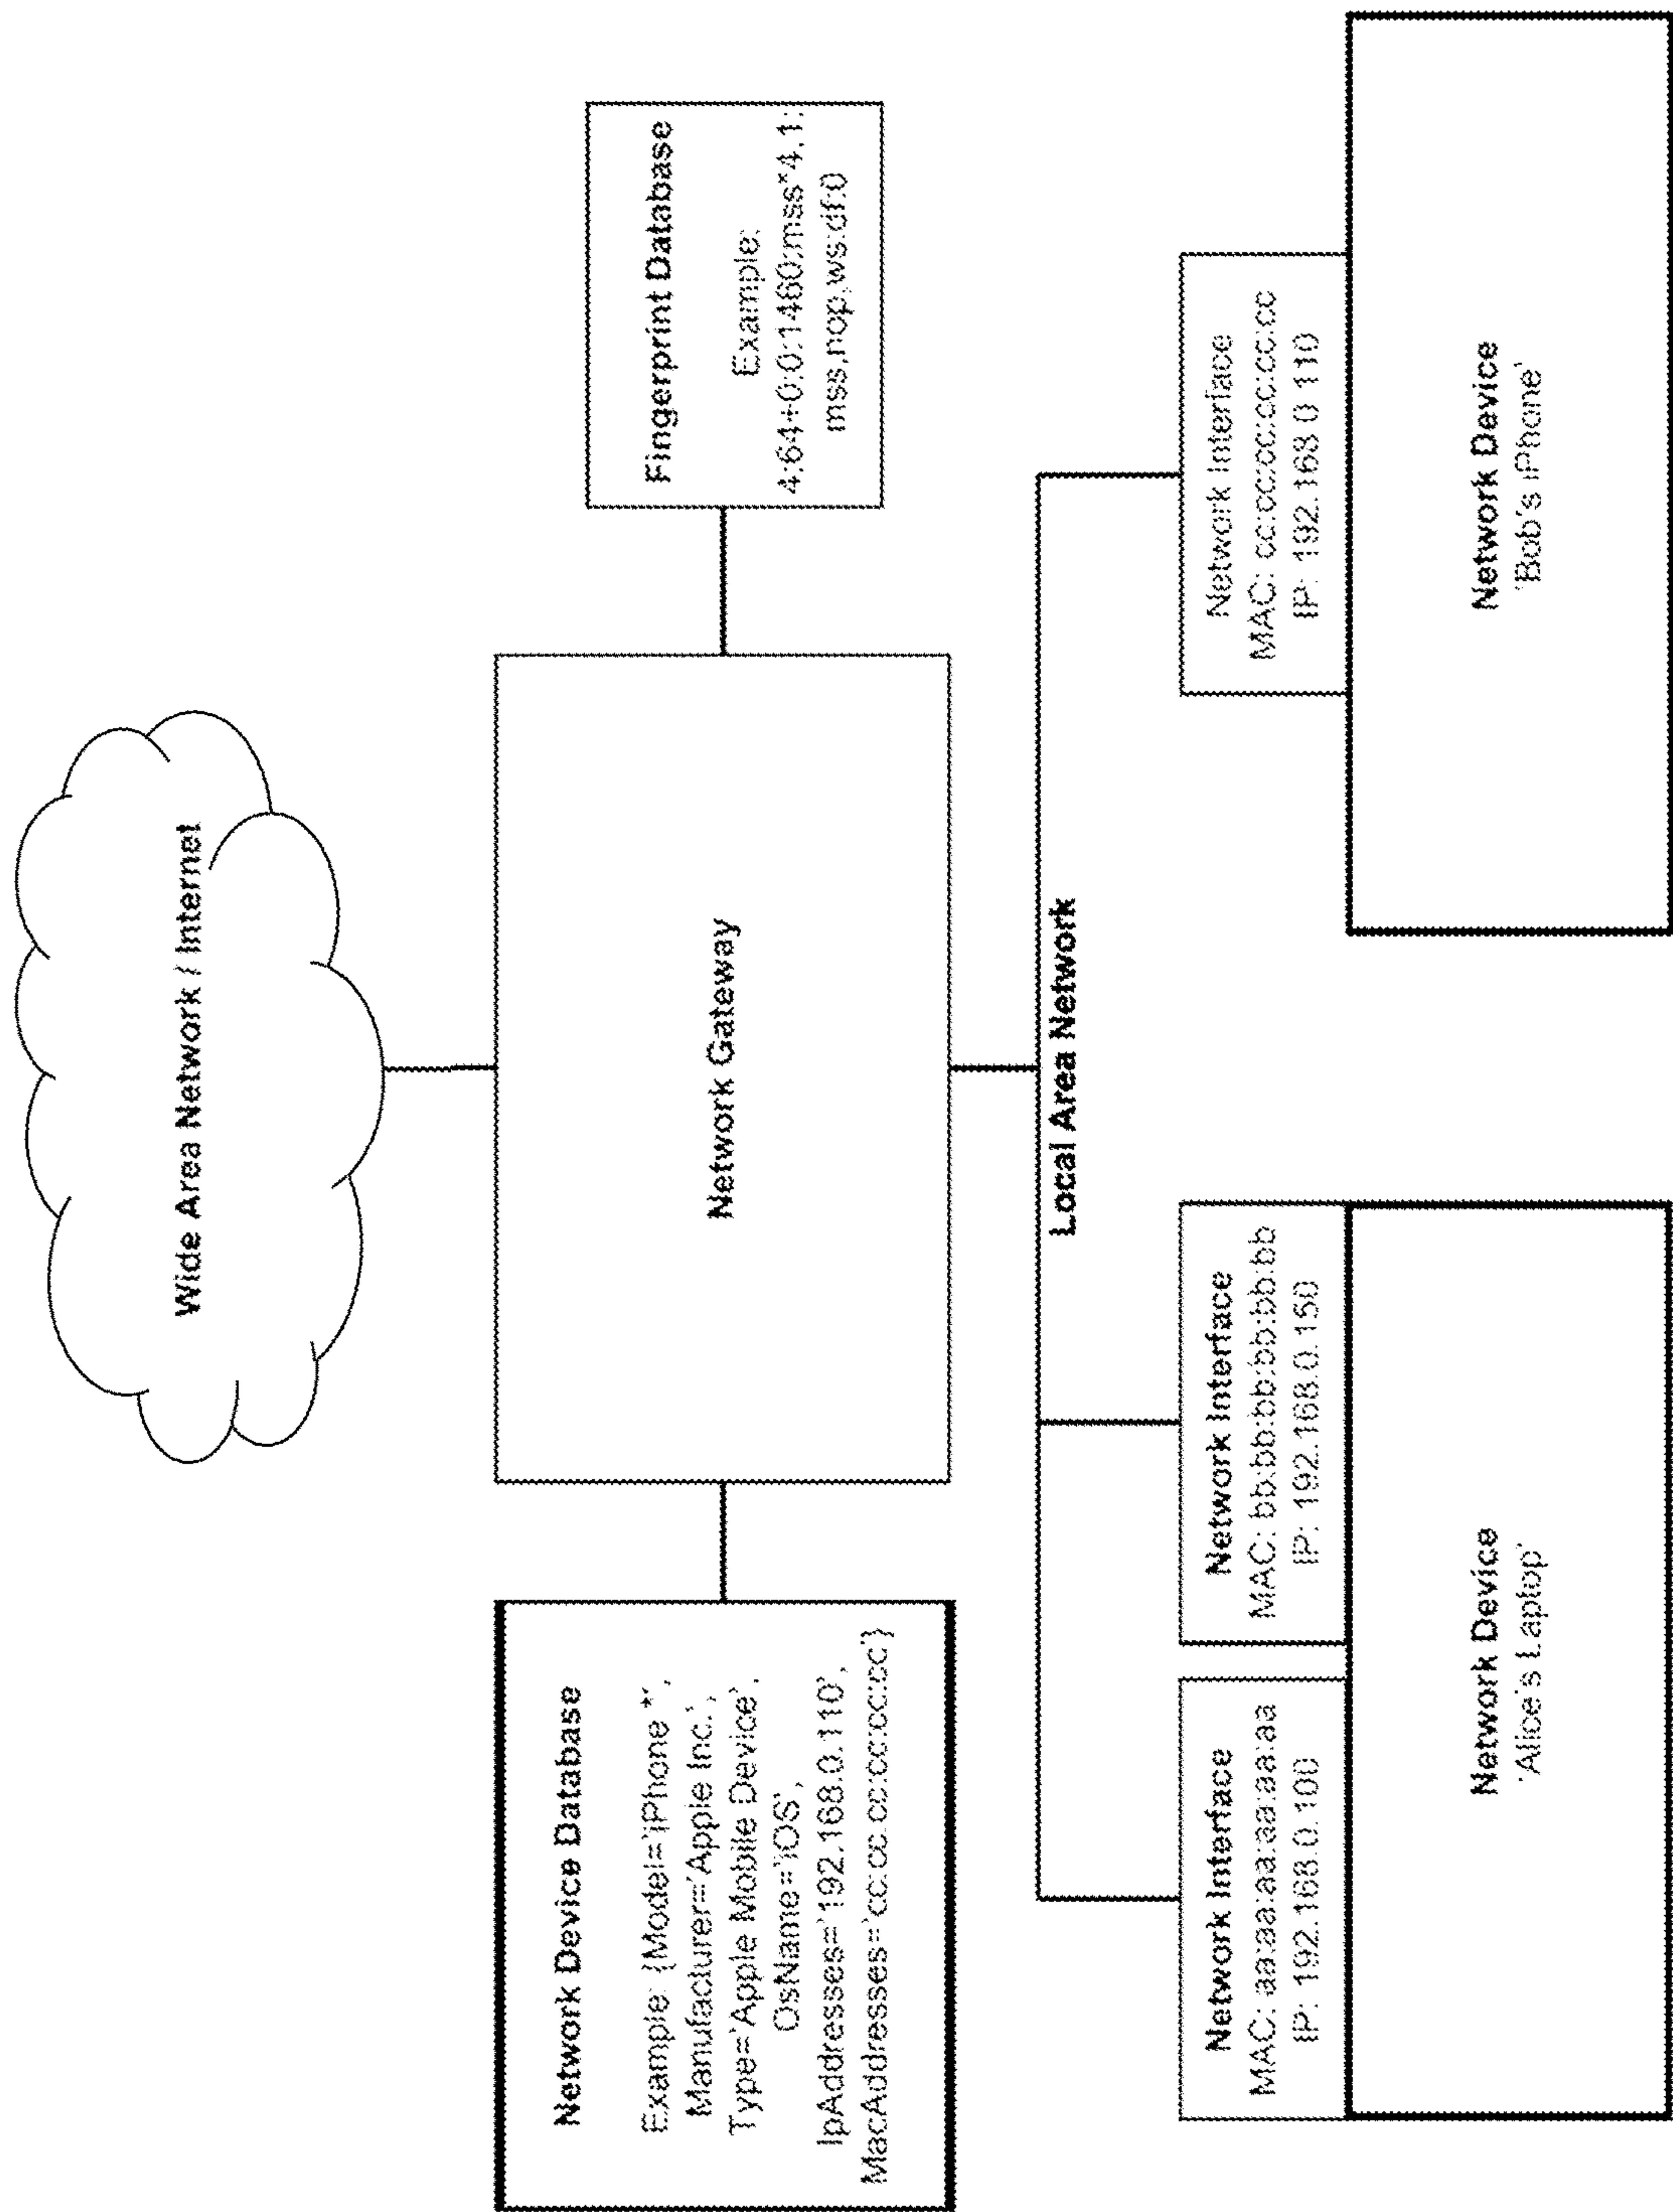 Wide Area Network / Internet
Network Device Database
Example: {Model='iPhone *',
Manufacturer='Apple Inc.',
Type='Apple Mobile Device',
OsName='iOS',
IpAddresses='192.168.0.110',
MacAddresses='cc:cc:cc:cc:cc:cc'}
Network Gateway
Fingerprint Database
Example:
4:64+0:0:1460:mss*4,1:
mss,nop,ws:df:0
Local Area Network
Network Interface
MAC: aa:aa:aa:aa:aa:aa
IP: 192.168.0.100
Network Interface
MAC: bb:bb:bb:bb:bb:bb
IP: 192.168.0.150
Network Interface
MAC: cc:cc:cc:cc:cc:cc
IP: 192.168.0.110
Network Device
'Alice's Laptop'
Network Device
'Bob's iPhone'